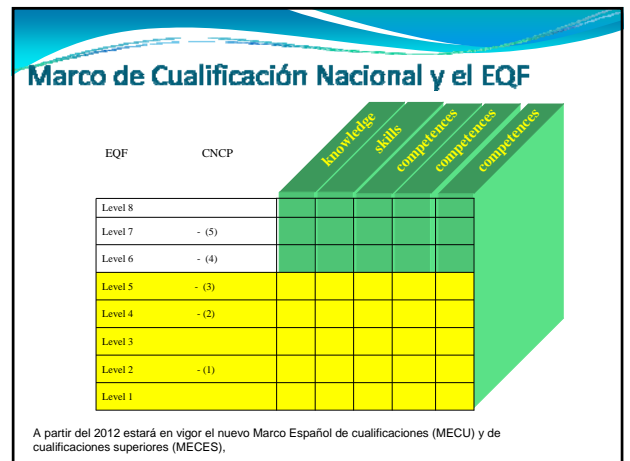 Marco de Cualificación Nacional y el EQF
EQF CNCP
knowledge
skills
competences
competences
competences
Level 8
Level 7 - (5)
Level 6 - (4)
Level 5 - (3)
Level 4 - (2)
Level 3
Level 2 - (1)
Level 1
A partir del 2012 estará en vigor el nuevo Marco Español de cualificaciones (MECU) y de
cualificaciones superiores (MECES),